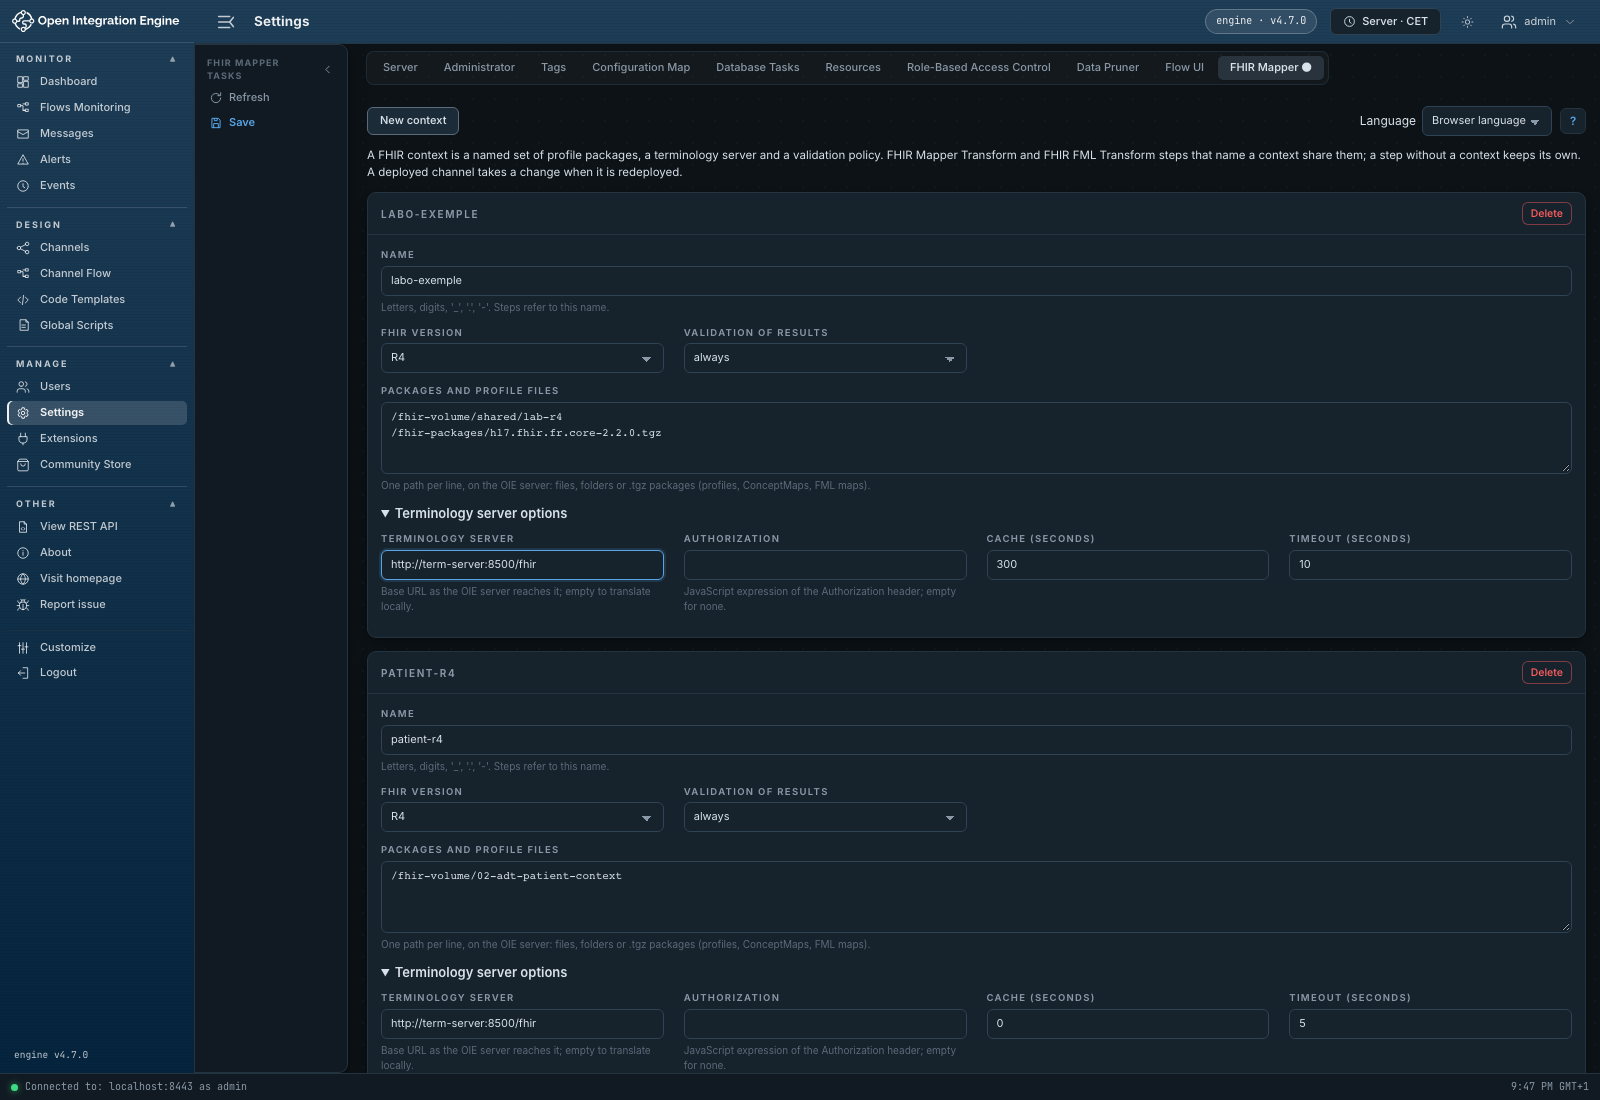 Open Integration Engine
Settings
engine · v4.7.0
Server · CET
admin
MONITOR
Dashboard
Flows Monitoring
Messages
Alerts
Events
DESIGN
Channels
Channel Flow
Code Templates
Global Scripts
MANAGE
Users
Settings
Extensions
Community Store
OTHER
View REST API
About
Visit homepage
Report issue
Customize
Logout
engine v4.7.0
FHIR MAPPER
TASKS
Refresh
Save
Server
Administrator
Tags
Configuration Map
Database Tasks
Resources
Role-Based Access Control
Data Pruner
Flow UI
FHIR Mapper
New context
Language
Browser language
?
A FHIR context is a named set of profile packages, a terminology server and a validation policy. FHIR Mapper Transform and FHIR FML Transform steps that name a context share them; a step without a context keeps its own.
A deployed channel takes a change when it is redeployed.
LABO-EXEMPLE
Delete
NAME
labo-exemple
Letters, digits, '_', '.', '-'. Steps refer to this name.
FHIR VERSION
VALIDATION OF RESULTS
R4
always
PACKAGES AND PROFILE FILES
/fhir-volume/shared/lab-r4
/fhir-packages/hl7.fhir.fr.core-2.2.0.tgz
One path per line, on the OIE server: files, folders or .tgz packages (profiles, ConceptMaps, FML maps).
Terminology server options
TERMINOLOGY SERVER
AUTHORIZATION
CACHE (SECONDS)
TIMEOUT (SECONDS)
http://term-server:8500/fhir
300
10
Base URL as the OIE server reaches it; empty to translate
locally.
JavaScript expression of the Authorization header; empty
for none.
PATIENT-R4
Delete
NAME
patient-r4
Letters, digits, '_', '.', '-'. Steps refer to this name.
FHIR VERSION
VALIDATION OF RESULTS
R4
always
PACKAGES AND PROFILE FILES
/fhir-volume/02-adt-patient-context
One path per line, on the OIE server: files, folders or .tgz packages (profiles, ConceptMaps, FML maps).
Terminology server options
TERMINOLOGY SERVER
AUTHORIZATION
CACHE (SECONDS)
TIMEOUT (SECONDS)
http://term-server:8500/fhir
0
5
Base URL as the OIE server reaches it; empty to translate
locally.
JavaScript expression of the Authorization header; empty
for none.
Connected to: localhost:8443 as admin
9:47 PM GMT+1